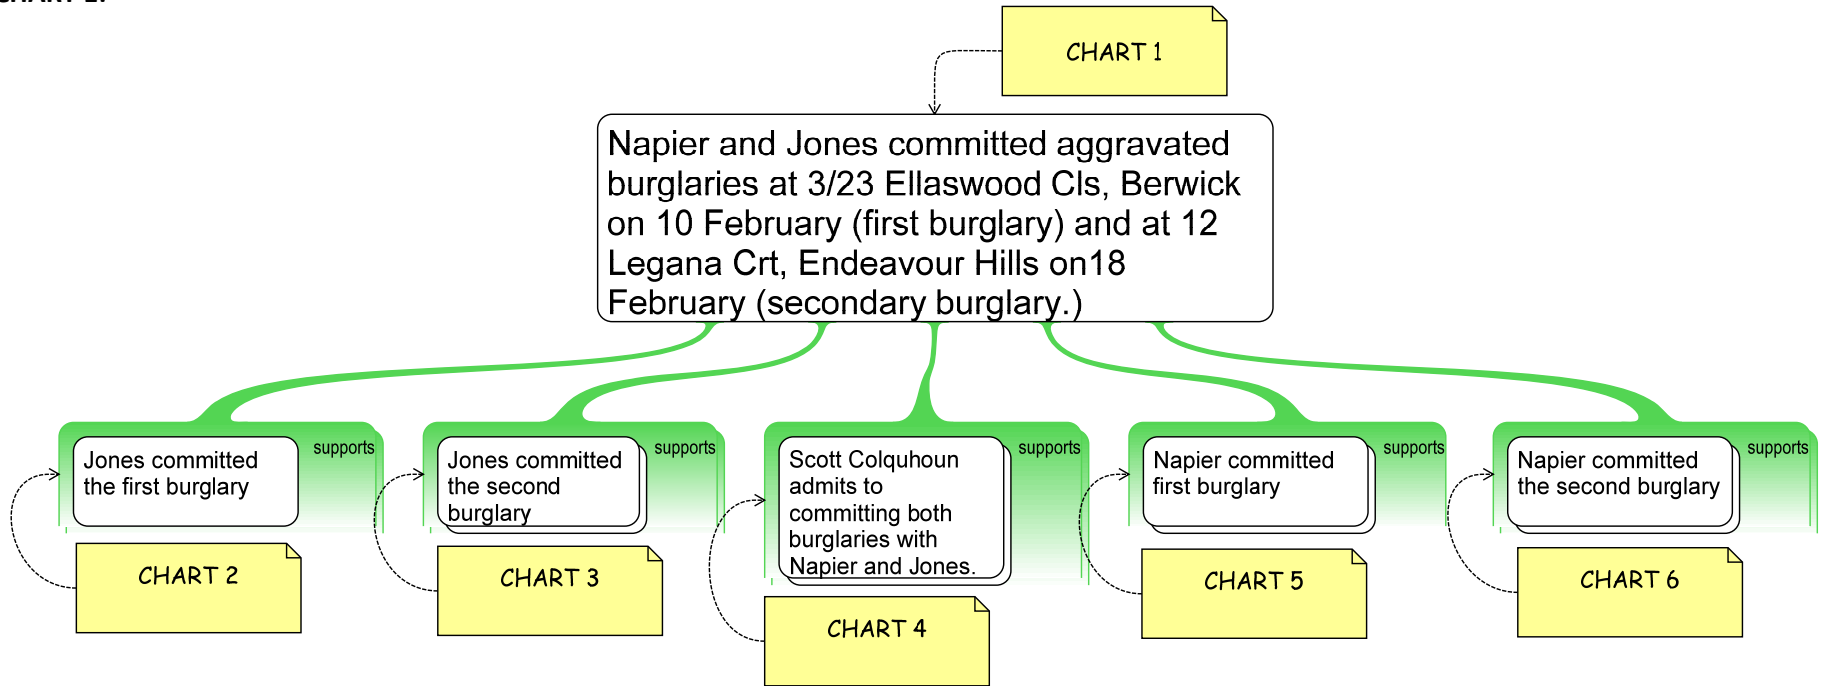 CHART 1
Napier and Jones committed aggravated
burglaries at 3/23 Ellaswood Cls, Berwick
on 10 February (first burglary) and at 12
Legana Crt, Endeavour Hills on18
February (secondary burglary.)
supports
Jones committed
the first burglary
CHART 2
supports
Jones committed
the second
burglary
CHART 3
supports
Scott Colquhoun
admits to
committing both
burglaries with
Napier and Jones.
CHART 4
supports
Napier committed
first burglary
CHART 5
supports
Napier committed
the second burglary
CHART 6